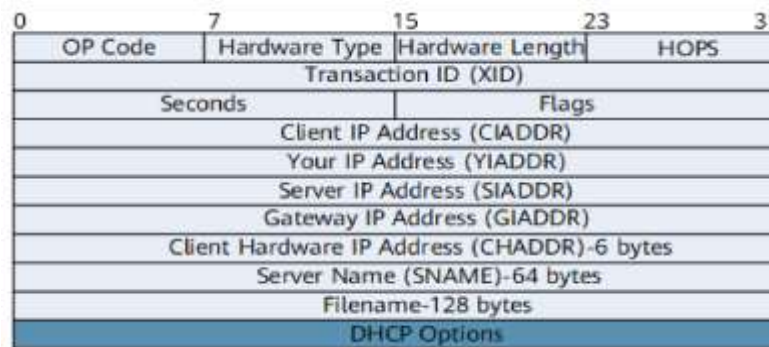 0 7 15 23 3
OP Code Hardware Type Hardware Length HOPS
Transaction ID (XID)
Seconds Flags
Client IP Address (CIADDR)
Your IP Address (YIADDR)
Server IP Address (SIADDR)
Gateway IP Address (GIADDR)
Client Hardware IP Address (CHADDR)-6 bytes
Server Name (SNAME)-64 bytes
Filename-128 bytes
DHCP Options